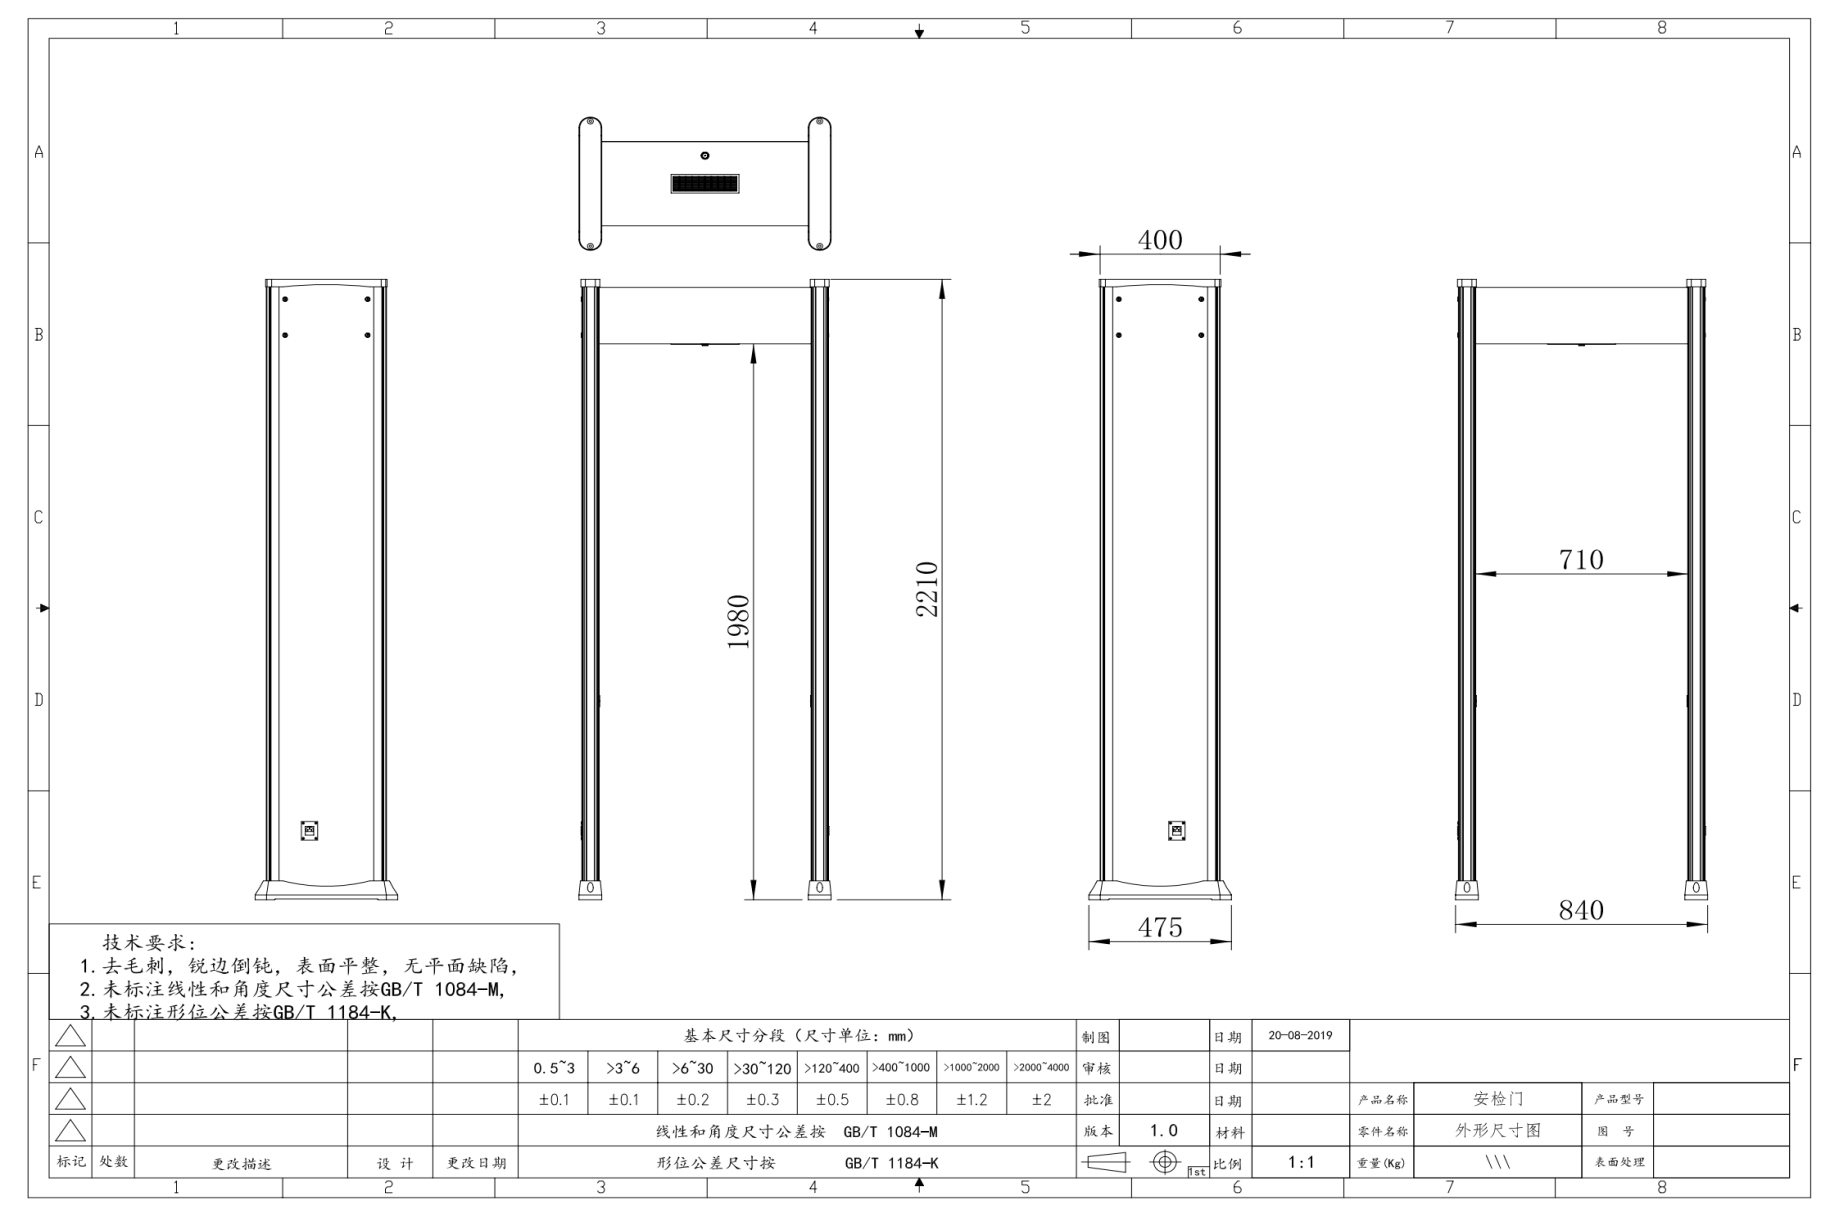 1 2 3 4 5 6 7 8
A A
400
B B
C C
710
2210
1980
D D
E E
840
475
技术要求:
1.去毛刺, 锐边倒钝, 表面平整, 无平面缺陷,
2.未标注线性和角度尺寸公差按GB/T 1084-M,
3.未标注形位公差按GB/T 1184-K,
F F
基本尺寸分段(尺寸单位: mm) 制图 日期 20-08-2019
0.5~3 >3~6 >6~30 >30~120 >120~400 >400~1000 >1000~2000 >2000~4000 审核 日期
±0.1 ±0.1 ±0.2 ±0.3 ±0.5 ±0.8 ±1.2 ±2 批准 日期 产品名称 安检门 产品型号
线性和角度尺寸公差按 GB/T 1084-M 版本 1.0 材料 零件名称 外形尺寸图 图 号
标记 处数 更改描述 设 计 更改日期 形位公差尺寸按 GB/T 1184-K 1st 比例 1:1 重量(Kg) \\\ 表面处理
1 2 3 4 5 6 7 8